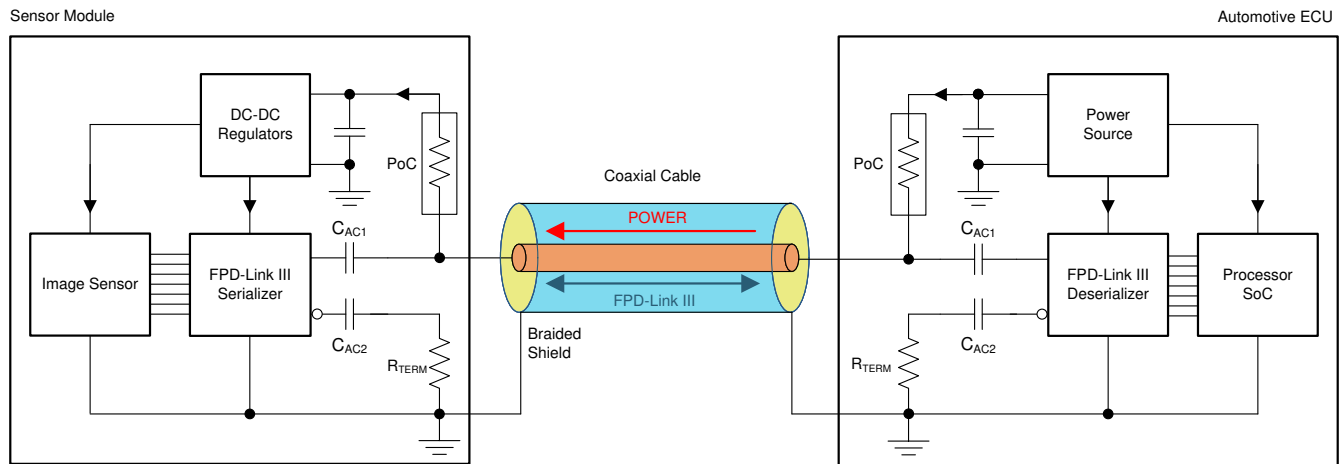 Sensor Module
Automotive ECU
DC-DC
Regulators
PoC
Coaxial Cable
PoC
Power
Source
POWER
C_AC1
C_AC1
Image Sensor
FPD-Link III
Serializer
FPD-Link III
FPD-Link III
Deserializer
Processor
SoC
C_AC2
Braided
Shield
C_AC2
R_TERM
R_TERM